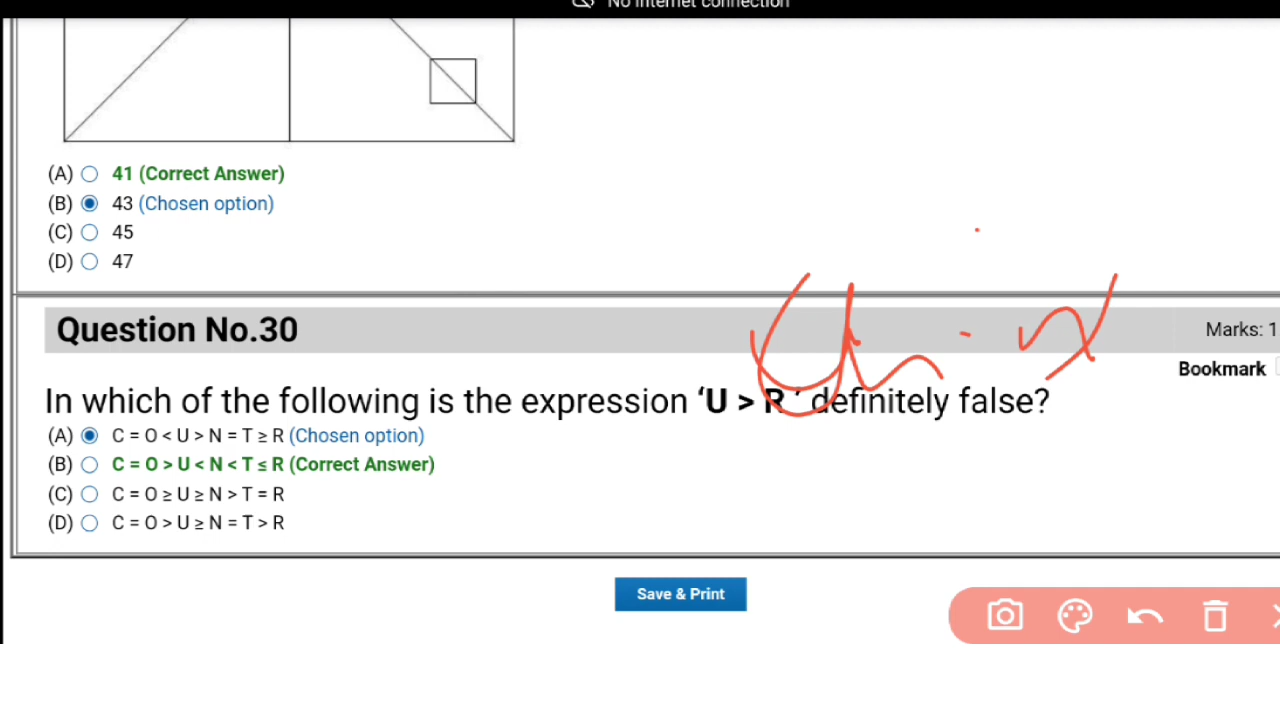 No internet connection
(A) 41 (Correct Answer)
(B) 43 (Chosen option)
(C) 45
(D) 47
Question No.30
Marks: 1
Bookmark
In which of the following is the expression ‘U > R ’ definitely false?
(A) C = O < U > N = T ≥ R (Chosen option)
(B) C = O > U < N < T ≤ R (Correct Answer)
(C) C = O ≥ U ≥ N > T = R
(D) C = O > U ≥ N = T > R
Save & Print